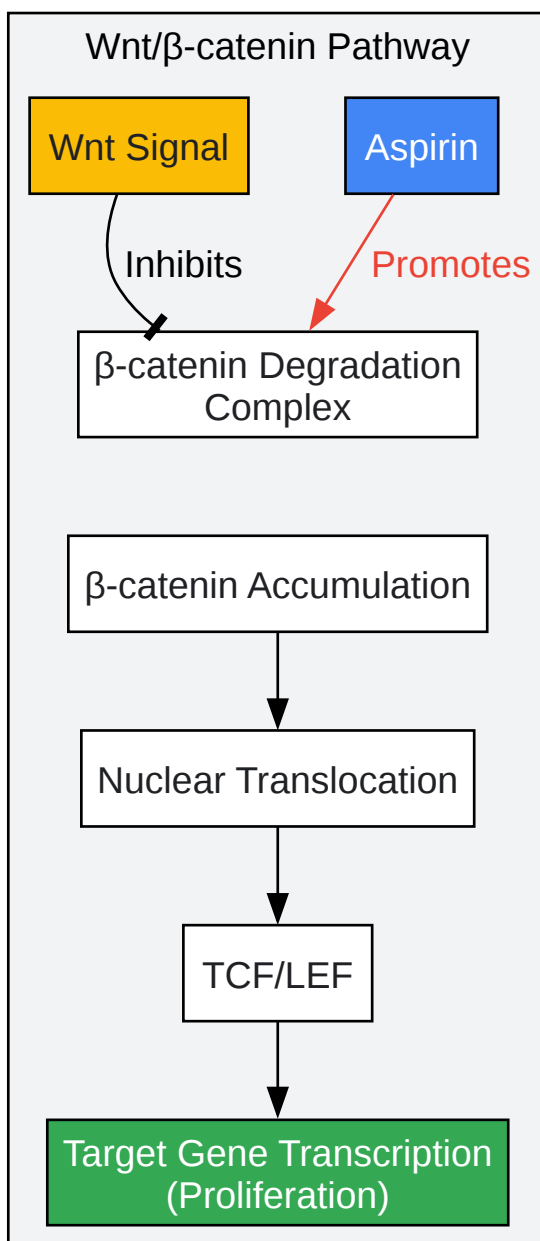 Wnt/β-catenin Pathway
Wnt Signal
Aspirin
Inhibits
Promotes
β-catenin Degradation
Complex
β-catenin Accumulation
Nuclear Translocation
TCF/LEF
Target Gene Transcription
(Proliferation)